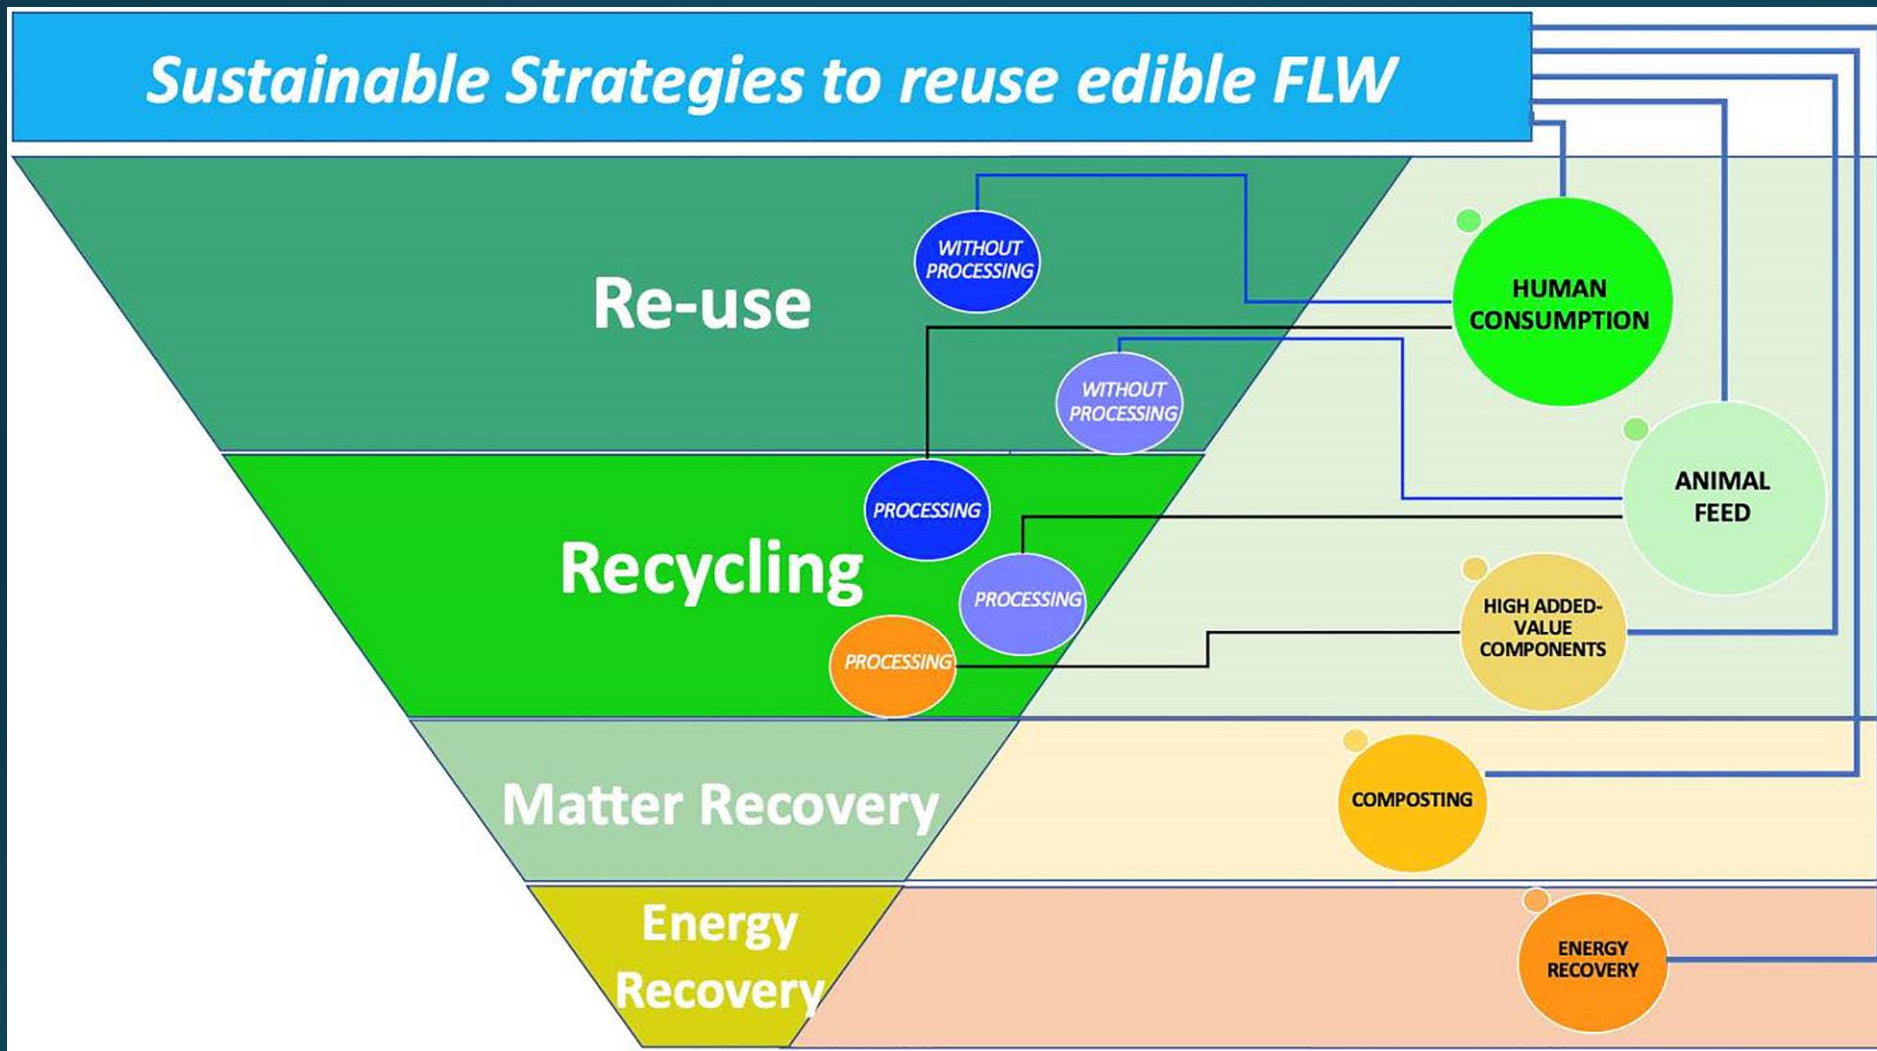 Sustainable Strategies to reuse edible FLW
WITHOUT
PROCESSING
Re-use
HUMAN
CONSUMPTION
WITHOUT
PROCESSING
PROCESSING
ANIMAL
FEED
Recycling
PROCESSING
HIGH ADDED-
VALUE
COMPONENTS
PROCESSING
Matter Recovery
COMPOSTING
Energy
Recovery
ENERGY
RECOVERY